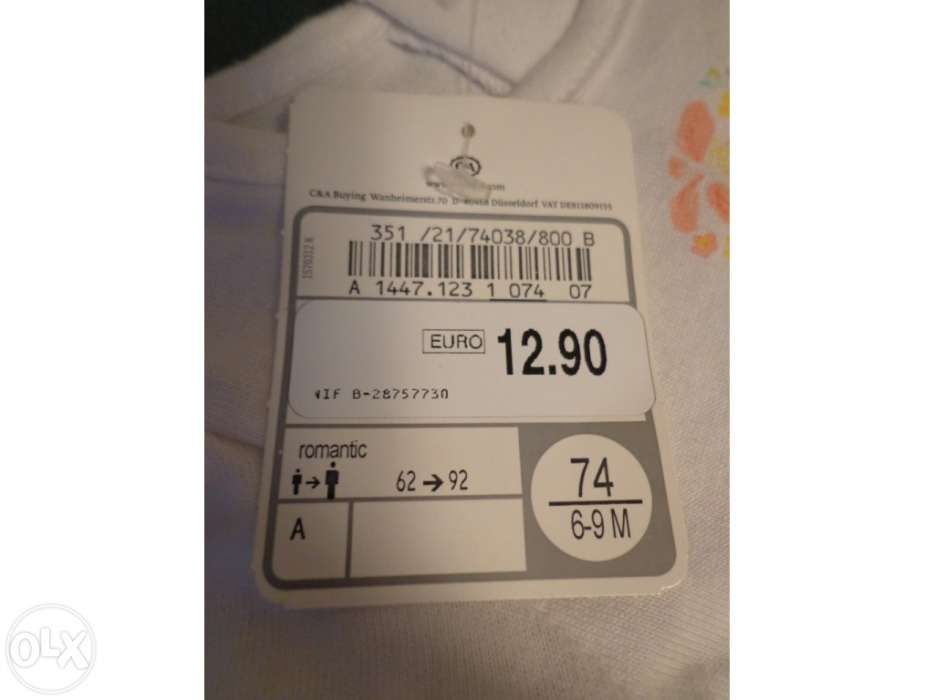 C&A
C&A Buying Wanheimerstr.70 D- 40468 Düsseldorf VAT DE811809155
351 /21/74038/800 B
A 1447.123 1 074 07
EURO 12.90
NIF B-28757730
romantic
62 → 92
A
74
6-9 M
OLX